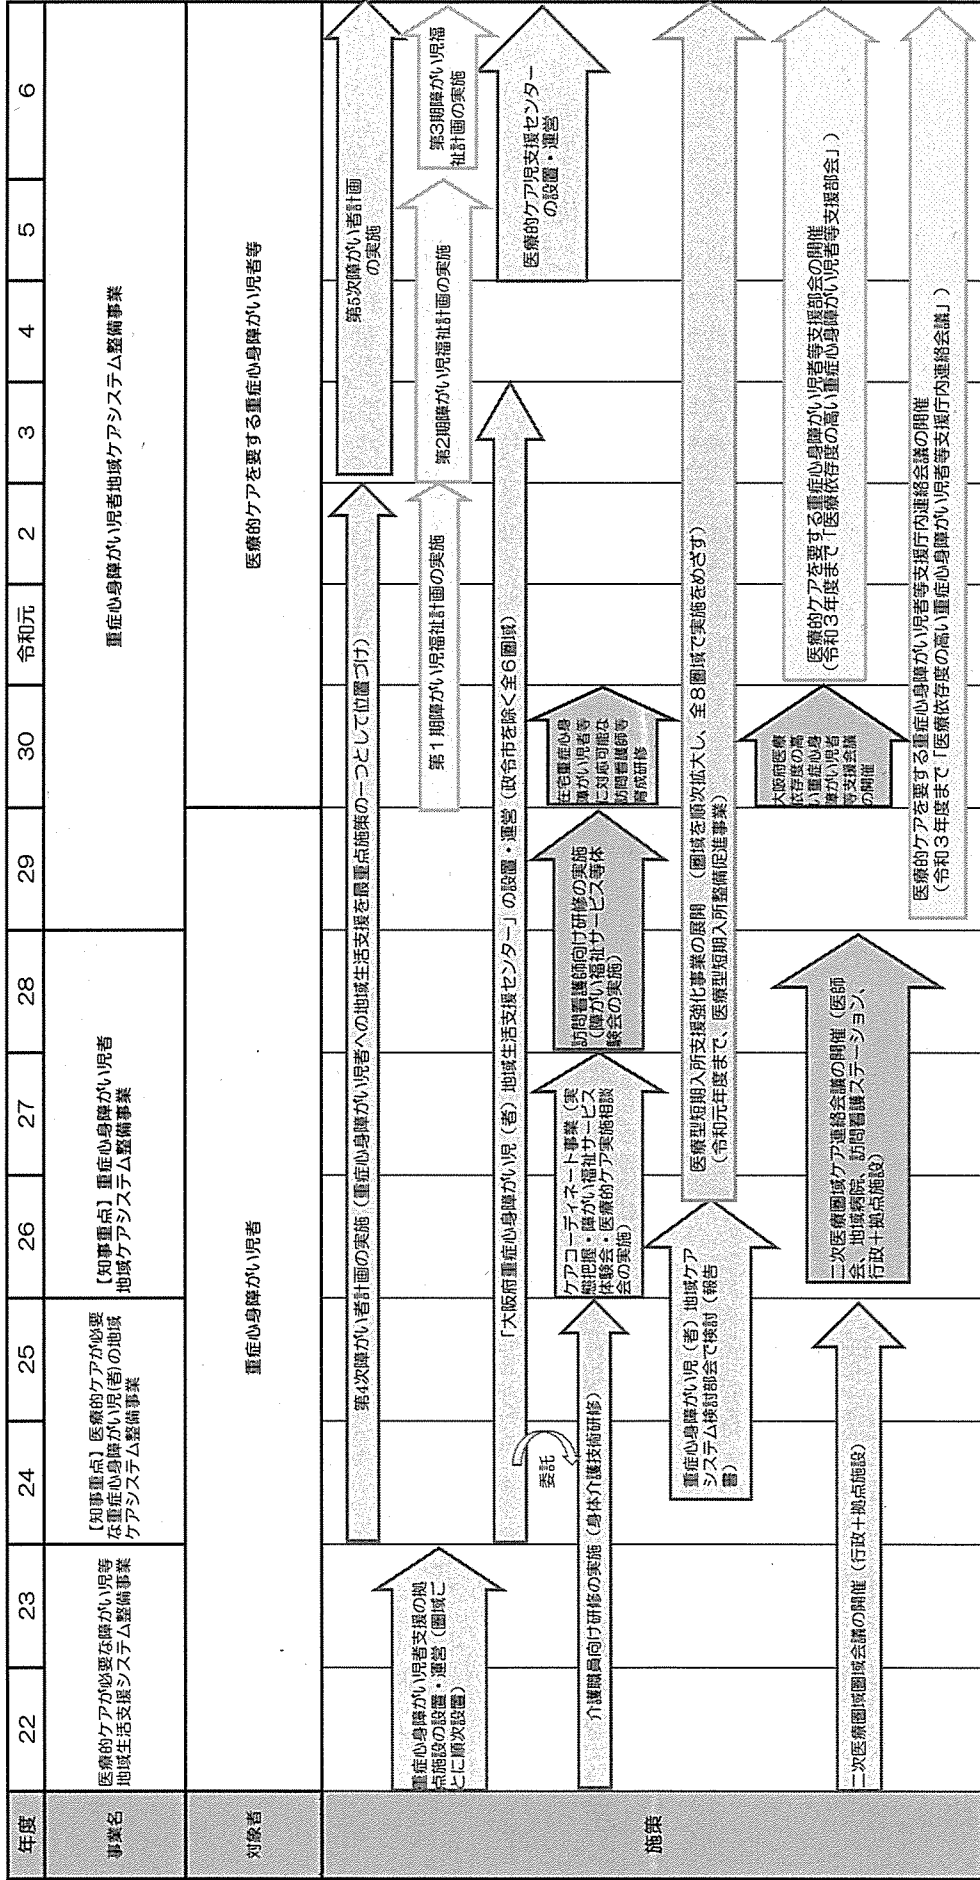 年度
22
23
24
25
26
27
28
29
30
令和元
2
3
4
5
6
事業名
医療的ケアが必要な障がい児等
地域生活支援システム整備事業
【知事重点】医療的ケアが必要
な重症心身障がい児(者)の地域
ケアシステム整備事業
【知事重点】重症心身障がい児者
地域ケアシステム整備事業
重症心身障がい児者地域ケアシステム整備事業
対象者
重症心身障がい児者
医療的ケアを要する重症心身障がい児者等
施策
第4次障がい者計画の実施（重症心身障がい児者への地域生活支援を最重点施策の一つとして位置づけ）
第5次障がい者計画
の実施
重症心身障がい児者支援の拠
点施設の設置・運営（圏域ご
とに順次設置）
第1期障がい児福祉計画の実施
第2期障がい児福祉計画の実施
第3期障がい児福
祉計画の実施
「大阪府重症心身障がい児（者）地域生活支援センター」の設置・運営（政令市を除く全6圏域）
医療的ケア児支援センター
の設置・運営
委託
介護職員向け研修の実施（身体介護技術研修）
ケアコーディネート事業（実
態把握・障がい福祉サービス
体験会・医療的ケア実施相談
会の実施）
訪問看護師向け研修の実施
（障がい福祉サービス等体
験会の実施）
在宅重症心身
障がい児者等
に対応可能な
訪問看護師等
育成研修
重症心身障がい児（者）地域ケア
システム検討部会で検討（報告
書）
医療型短期入所支援強化事業の展開　（圏域を順次拡大し、全8圏域で実施をめざす）
（令和元年度まで、医療型短期入所整備促進事業）
大阪府医療
依存度の高
い重症心身
障がい児者
等支援会議
の開催
医療的ケアを要する重症心身障がい児者等支援部会の開催
（令和3年度まで「医療依存度の高い重症心身障がい児者等支援部会」）
二次医療圏域圏域会議の開催（行政＋拠点施設）
二次医療圏域ケア連絡会議の開催（医師
会、地域病院、訪問看護ステーション、
行政＋拠点施設）
医療的ケアを要する重症心身障がい児者等支援庁内連絡会議の開催
（令和3年度まで「医療依存度の高い重症心身障がい児者等支援庁内連絡会議」）